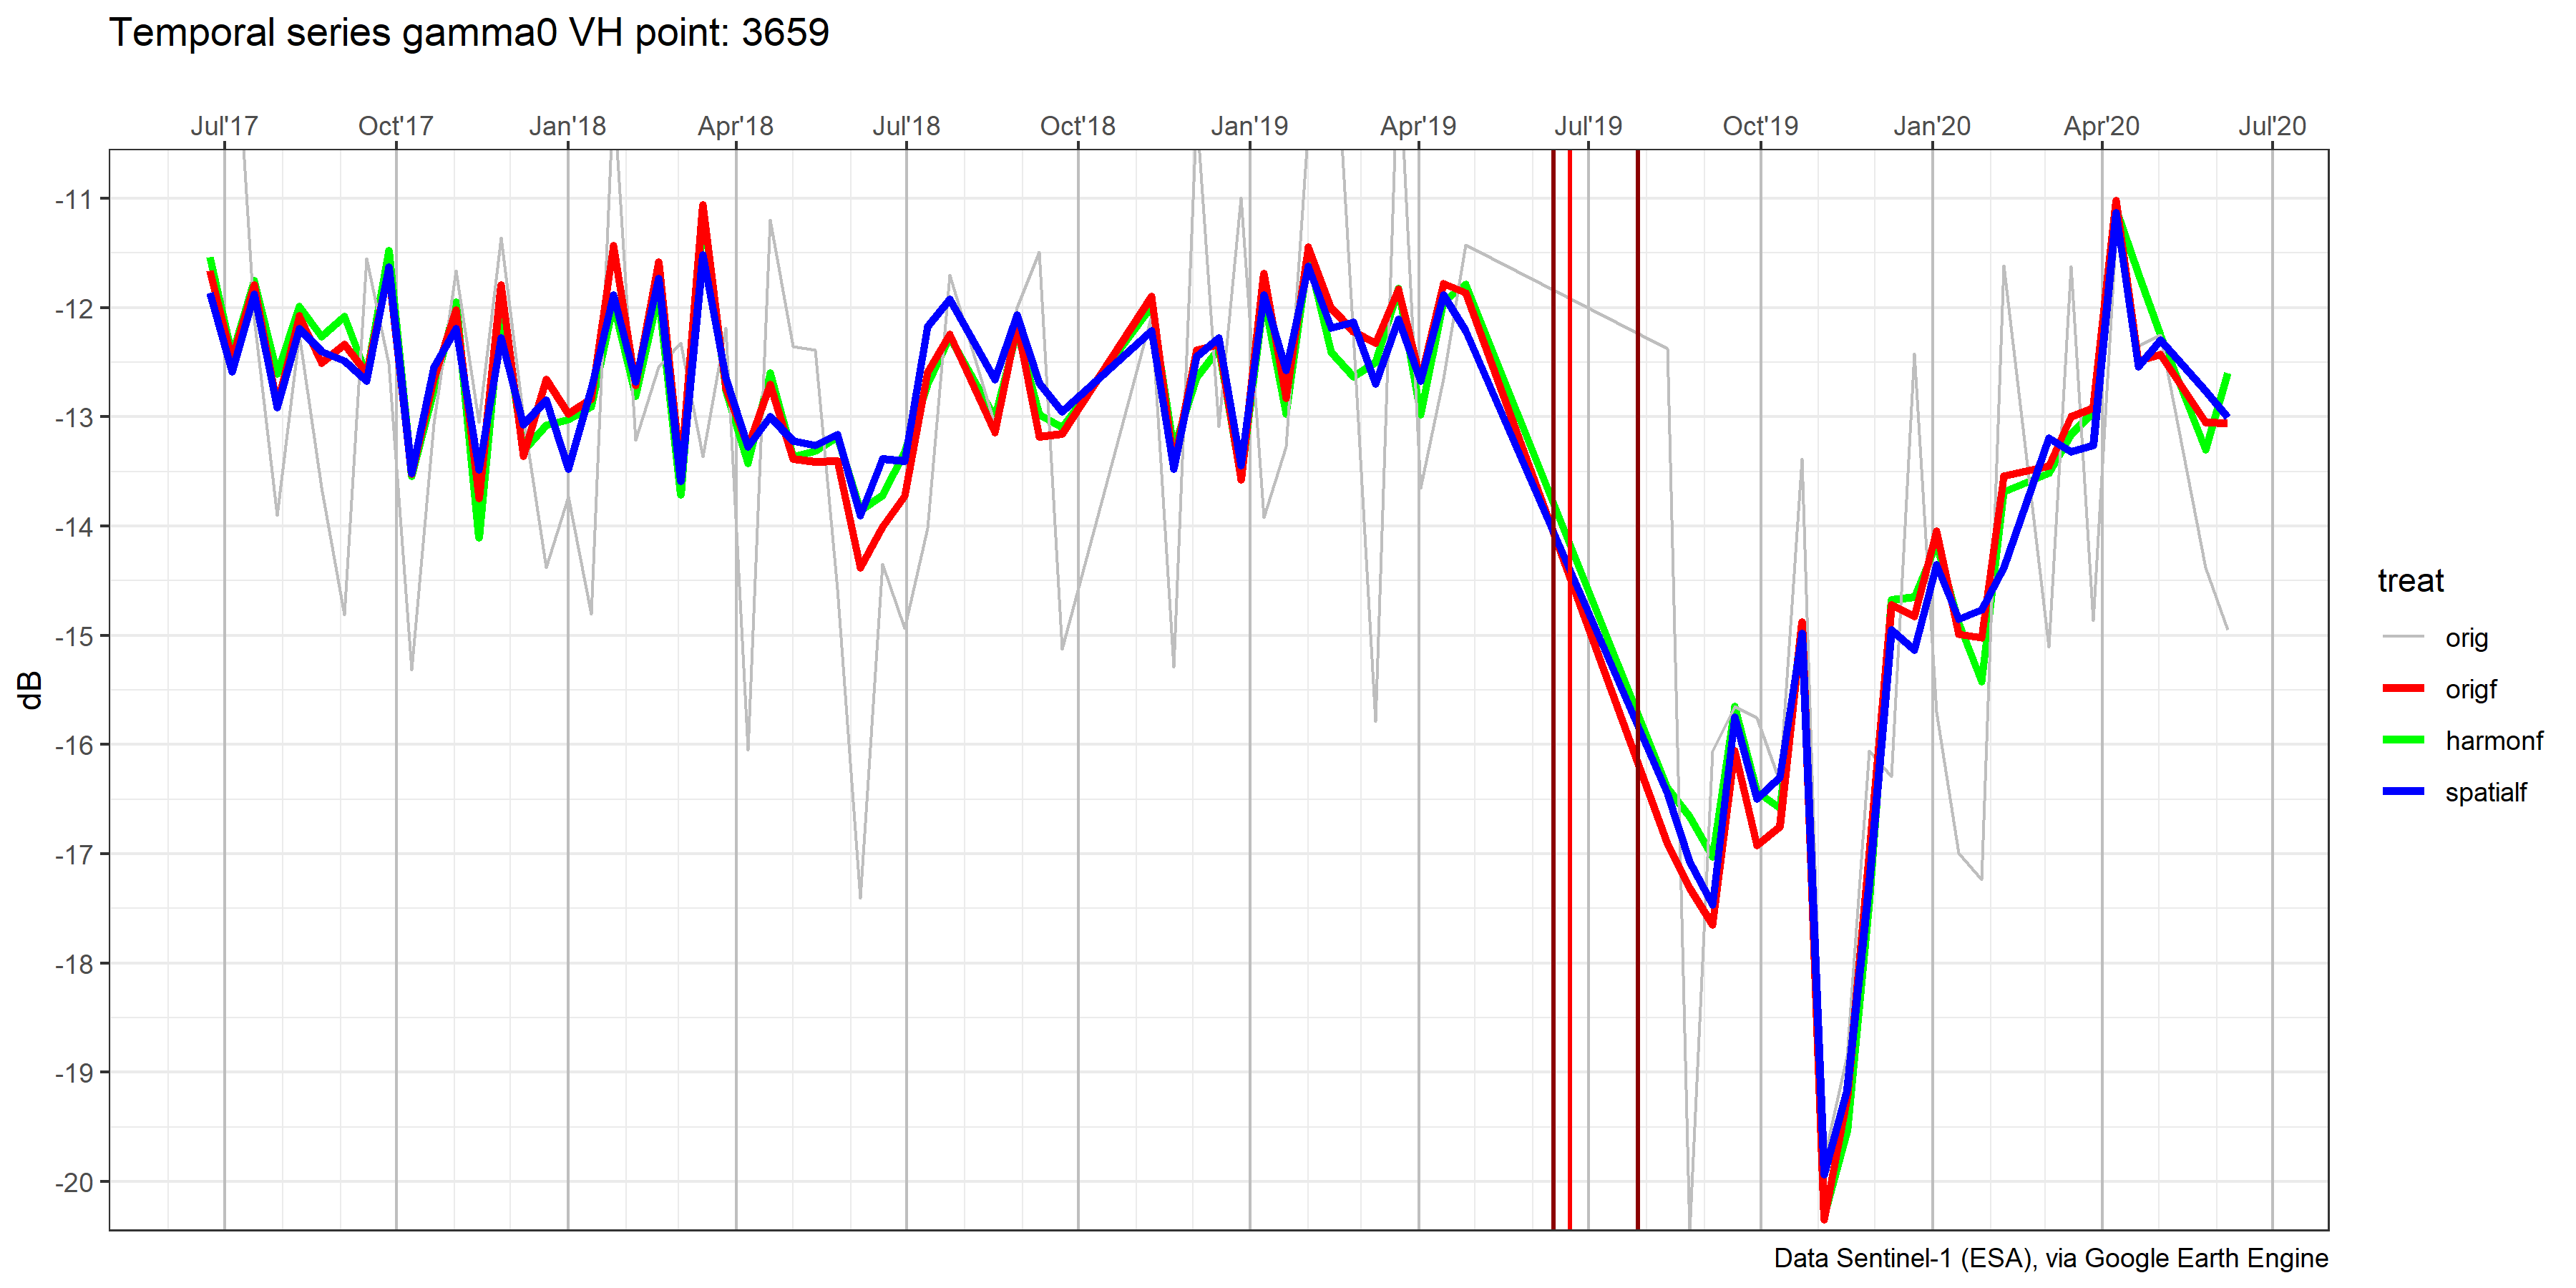 Temporal series gamma0 VH point: 3659
Jul'17 Oct'17 Jan'18 Apr'18 Jul'18 Oct'18 Jan'19 Apr'19 Jul'19 Oct'19 Jan'20 Apr'20 Jul'20
-11
-12
-13
-14
-15
-16
-17
-18
-19
-20
dB
treat
orig
origf
harmonf
spatialf
Data Sentinel-1 (ESA), via Google Earth Engine